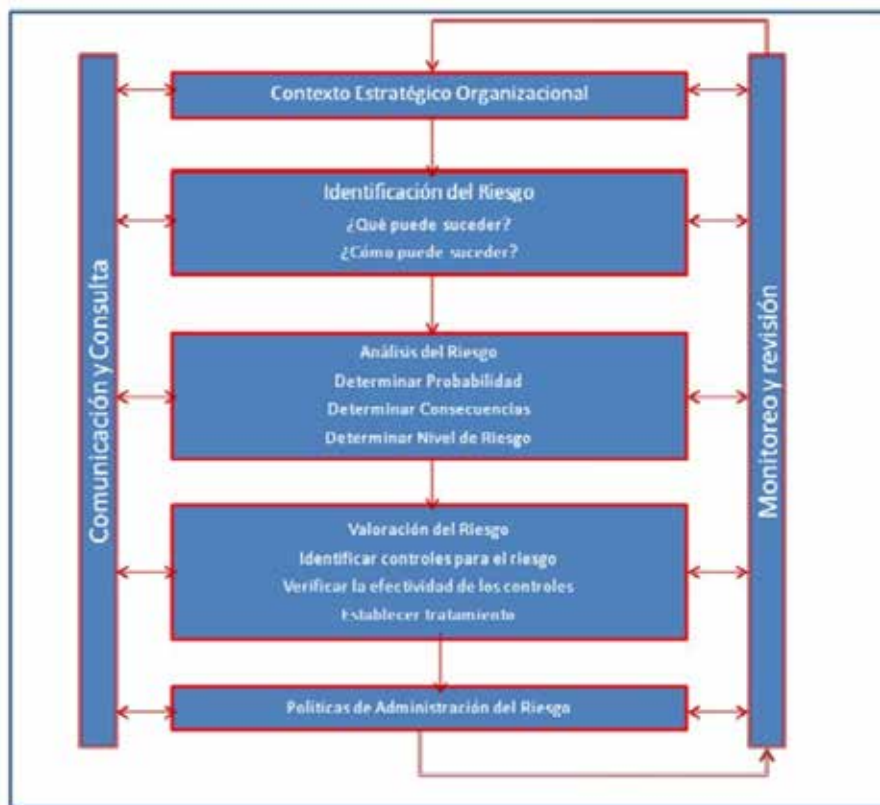 Contexto Estratégico Organizacional
Identificación del Riesgo
¿Qué puede suceder?
¿Cómo puede suceder?
Análisis del Riesgo
Determinar Probabilidad
Determinar Consecuencias
Determinar Nivel de Riesgo
Valoración del Riesgo
Identificar controles para el riesgo
Verificar la efectividad de los controles
Establecer tratamiento
Políticas de Administración del Riesgo
Comunicación y Consulta
Monitoreo y revisión